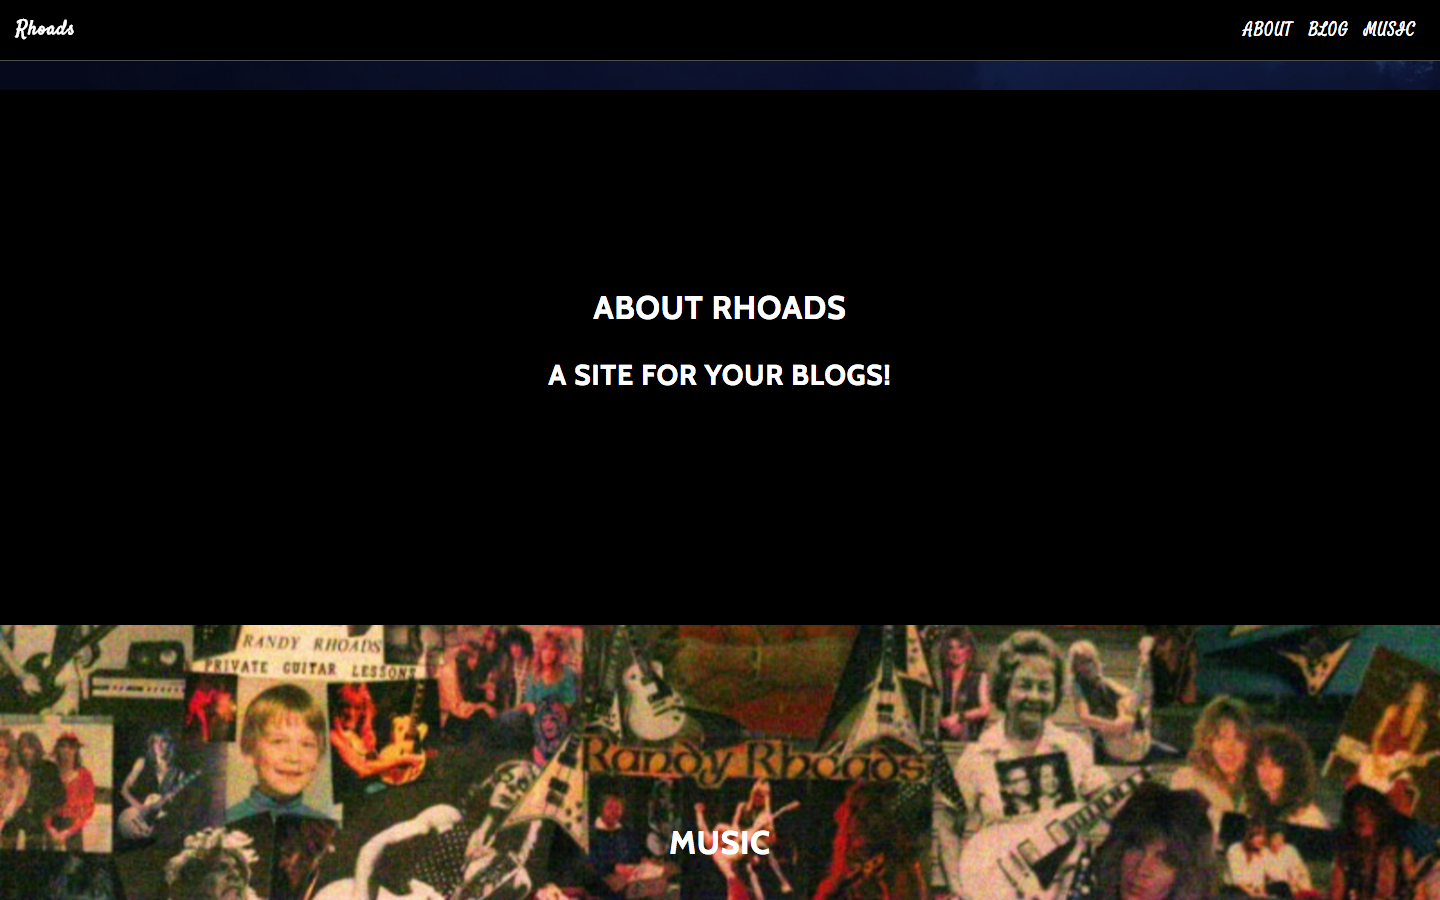 Rhoads
ABOUT BLOG MUSIC
ABOUT RHOADS
A SITE FOR YOUR BLOGS!
RANDY RHOADS
PRIVATE GUITAR LESSONS
Randy Rhoads
MUSIC